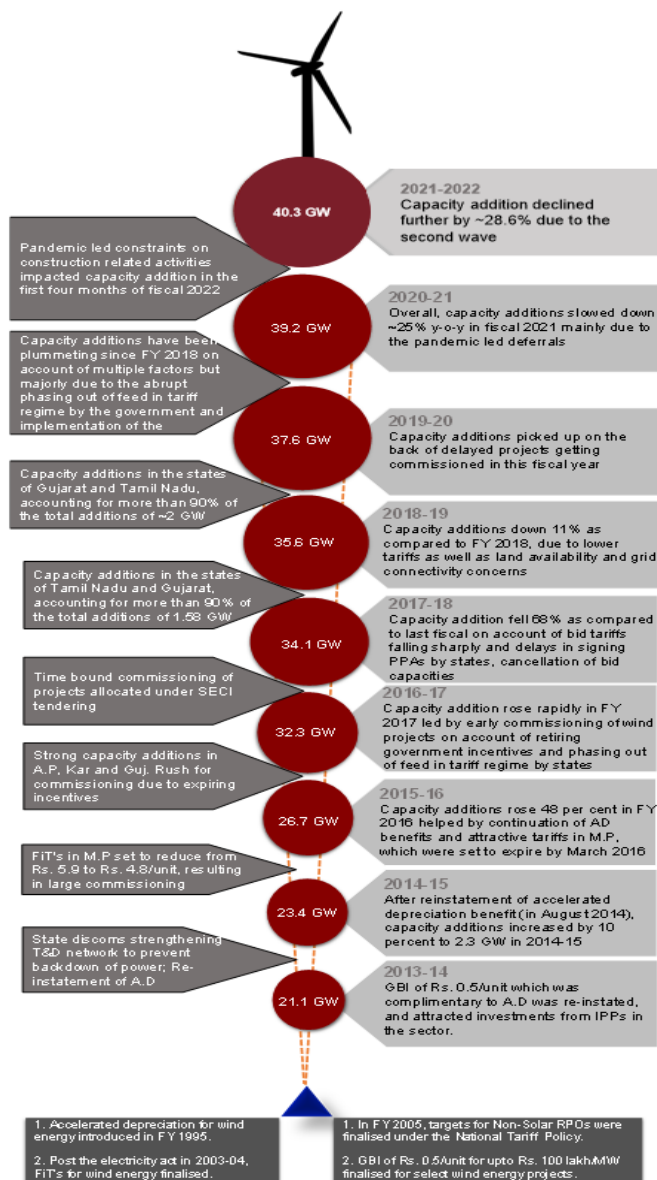 40.3 GW
2021-2022
Capacity addition declined
further by ~28.6% due to the
second wave
Pandemic led constraints on
construction related activities
impacted capacity addition in the
first four months of fiscal 2022
39.2 GW
2020-21
Overall, capacity additions slowed down
~25% y-o-y in fiscal 2021 mainly due to
the pandemic led deferrals
Capacity additions have been
plummeting since FY 2018 on
account of multiple factors but
majorly due to the abrupt
phasing out of feed in tariff
regime by the government and
implementation of the
37.6 GW
2019-20
Capacity additions picked up on the
back of delayed projects getting
commissioned in this fiscal year
Capacity additions in the states
of Gujarat and Tamil Nadu,
accounting for more than 90% of
the total additions of ~2 GW
35.6 GW
2018-19
Capacity additions down 11% as
compared to FY 2018, due to lower
tariffs as well as land availability and grid
connectivity concerns
Capacity additions in the states
of Tamil Nadu and Gujarat,
accounting for more than 90% of
the total additions of 1.58 GW
34.1 GW
2017-18
Capacity addition fell 68% as compared
to last fiscal on account of bid tariffs
falling sharply and delays in signing
PPAs by states, cancellation of bid
capacities
Time bound commissioning of
projects allocated under SECI
tendering
32.3 GW
2016-17
Capacity addition rose rapidly in FY
2017 led by early commissioning of wind
projects on account of retiring
government incentives and phasing out
of feed in tariff regime by states
Strong capacity additions in
A.P, Kar and Guj. Rush for
commissioning due to expiring
incentives
26.7 GW
2015-16
Capacity additions rose 48 per cent in FY
2016 helped by continuation of AD
benefits and attractive tariffs in M.P,
which were set to expire by March 2016
FiT's in M.P set to reduce from
Rs. 5.9 to Rs. 4.8/unit, resulting
in large commissioning
23.4 GW
2014-15
After reinstatement of accelerated
depreciation benefit(in August 2014),
capacity additions increased by 10
percent to 2.3 GW in 2014-15
State discoms strengthening
T&D network to prevent
backdown of power; Re-
instatement of A.D
21.1 GW
2013-14
GBI of Rs. 0.5/unit which was
complimentary to A.D was re-instated,
and attracted investments from IPPs in
the sector.
1. Accelerated depreciation for wind
energy introduced in FY 1995.
2. Post the electricity act in 2003-04,
FiT's for wind energy finalised.
1. In FY 2005, targets for Non-Solar RPOs were
finalised under the National Tariff Policy.
2. GBI of Rs. 0.5/unit for upto Rs. 100 lakh/MW
finalised for select wind energy projects.